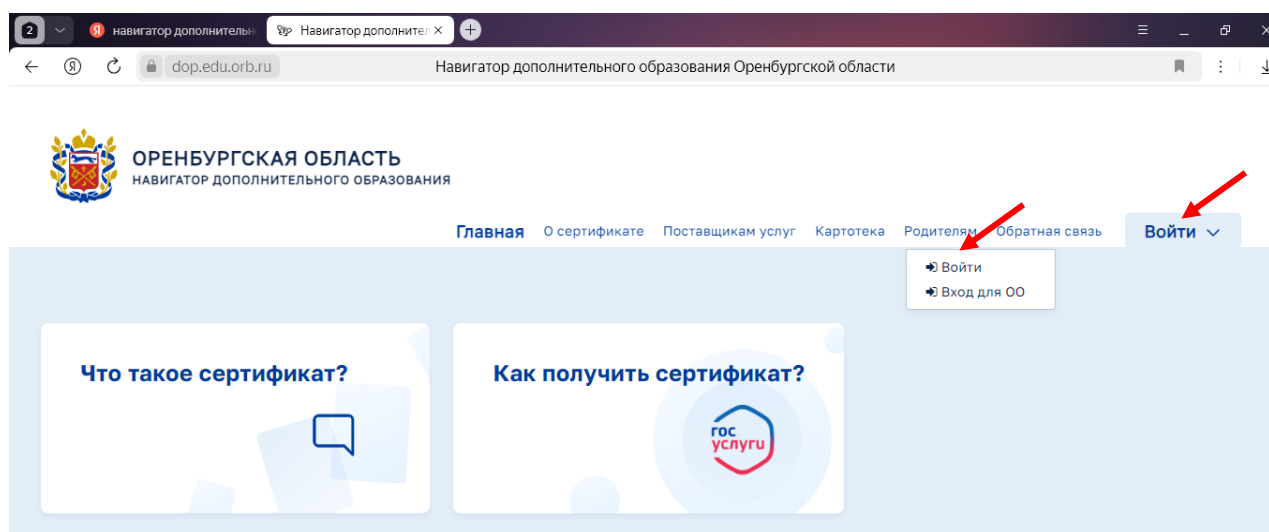 2
навигатор дополнительн
Навигатор дополнител
dop.edu.orb.ru
Навигатор дополнительного образования Оренбургской области
ОРЕНБУРГСКАЯ ОБЛАСТЬ
НАВИГАТОР ДОПОЛНИТЕЛЬНОГО ОБРАЗОВАНИЯ
Главная О сертификате Поставщикам услуг Картотека Родителям Обратная связь Войти
Войти
Вход для ОО
Что такое сертификат?
Как получить сертификат?
гос
услуги